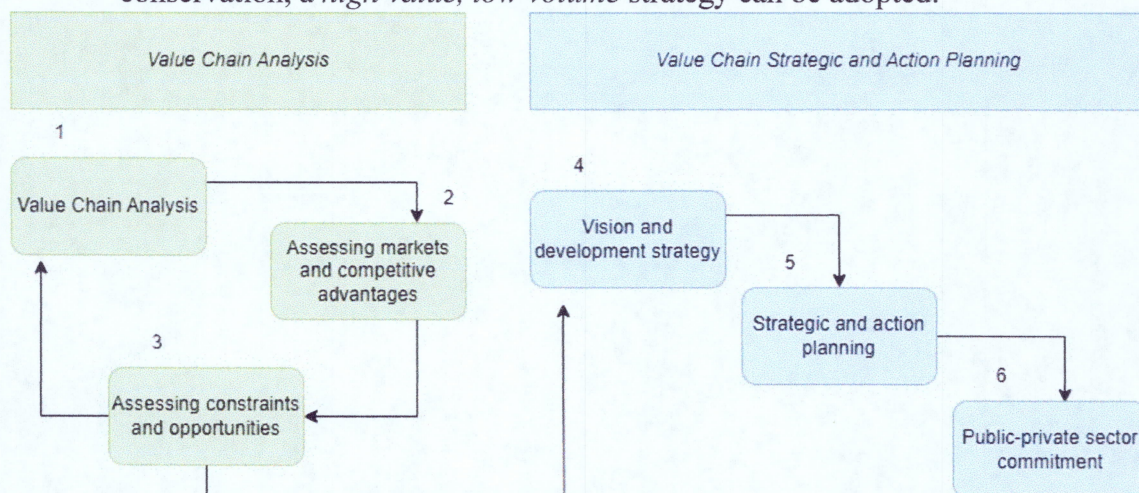 conservation, a high value, low volume strategy can be adopted.
Value Chain Analysis
Value Chain Strategic and Action Planning
1
Value Chain Analysis
2
Assessing markets
and competitive
advantages
3
Assessing constraints
and opportunities
4
Vision and
development strategy
5
Strategic and action
planning
6
Public-private sector
commitment